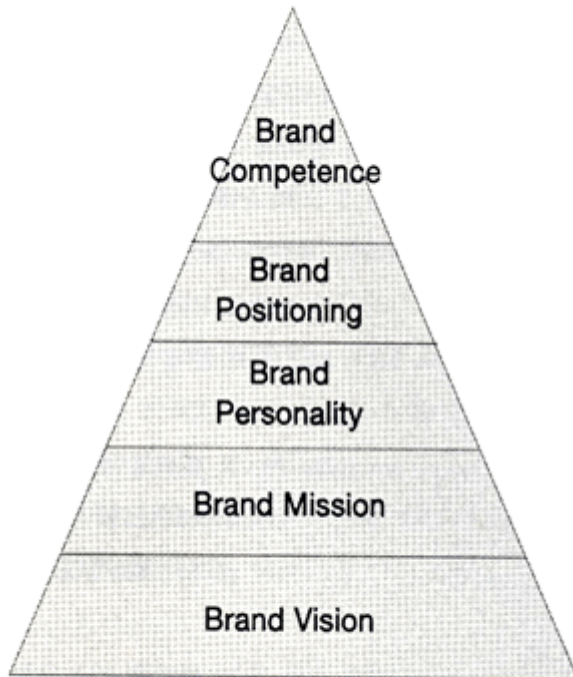 Brand
Competence
Brand
Positioning
Brand
Personality
Brand Mission
Brand Vision